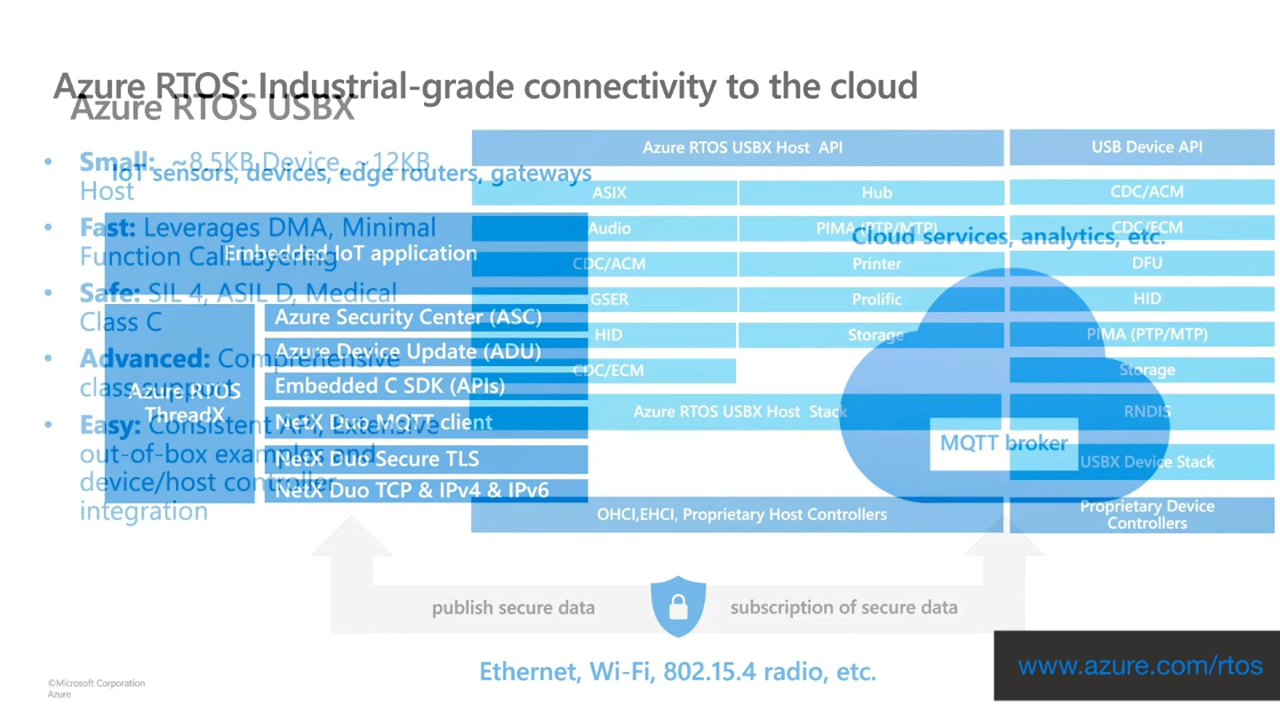 Azure RTOS: Industrial-grade connectivity to the cloud
Azure RTOS USBX
• Small: ~8.5KB Device, ~12KB
Host
• Fast: Leverages DMA, Minimal
Function Call Layering
• Safe: SIL 4, ASIL D, Medical
Class C
• Advanced: Comprehensive
class support
• Easy: Consistent API, Extensive
out-of-box examples and
device/host controller
integration
IoT sensors, devices, edge routers, gateways
Embedded IoT application
Azure RTOS
ThreadX
Azure Security Center (ASC)
Azure Device Update (ADU)
Embedded C SDK (APIs)
NetX Duo MQTT client
NetX Duo Secure TLS
NetX Duo TCP & IPv4 & IPv6
Azure RTOS USBX Host API
ASIX
Hub
Audio
PIMA (PTP/MTP)
CDC/ACM
Printer
GSER
Prolific
HID
Storage
CDC/ECM
Azure RTOS USBX Host Stack
OHCI,EHCI, Proprietary Host Controllers
USB Device API
CDC/ACM
CDC/ECM
DFU
HID
PIMA (PTP/MTP)
Storage
RNDIS
USBX Device Stack
Proprietary Device
Controllers
Cloud services, analytics, etc.
MQTT broker
publish secure data
subscription of secure data
Ethernet, Wi-Fi, 802.15.4 radio, etc.
©Microsoft Corporation
Azure
www.azure.com/rtos